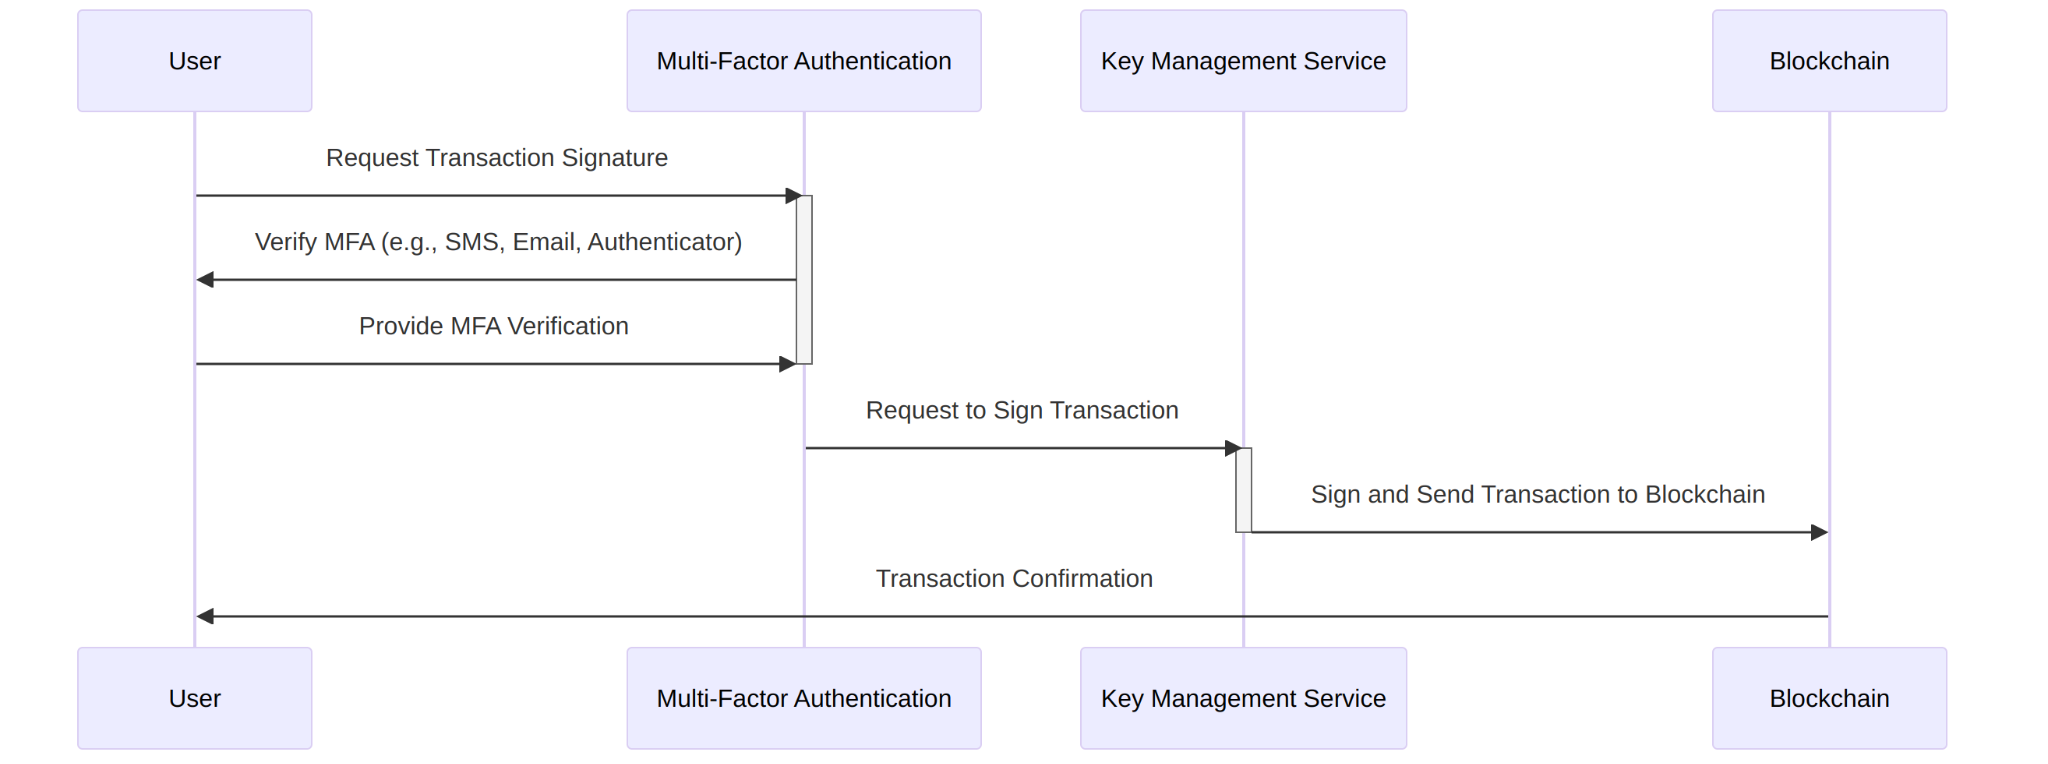 User
Multi-Factor Authentication
Key Management Service
Blockchain
Request Transaction Signature
Verify MFA (e.g., SMS, Email, Authenticator)
Provide MFA Verification
Request to Sign Transaction
Sign and Send Transaction to Blockchain
Transaction Confirmation
User
Multi-Factor Authentication
Key Management Service
Blockchain